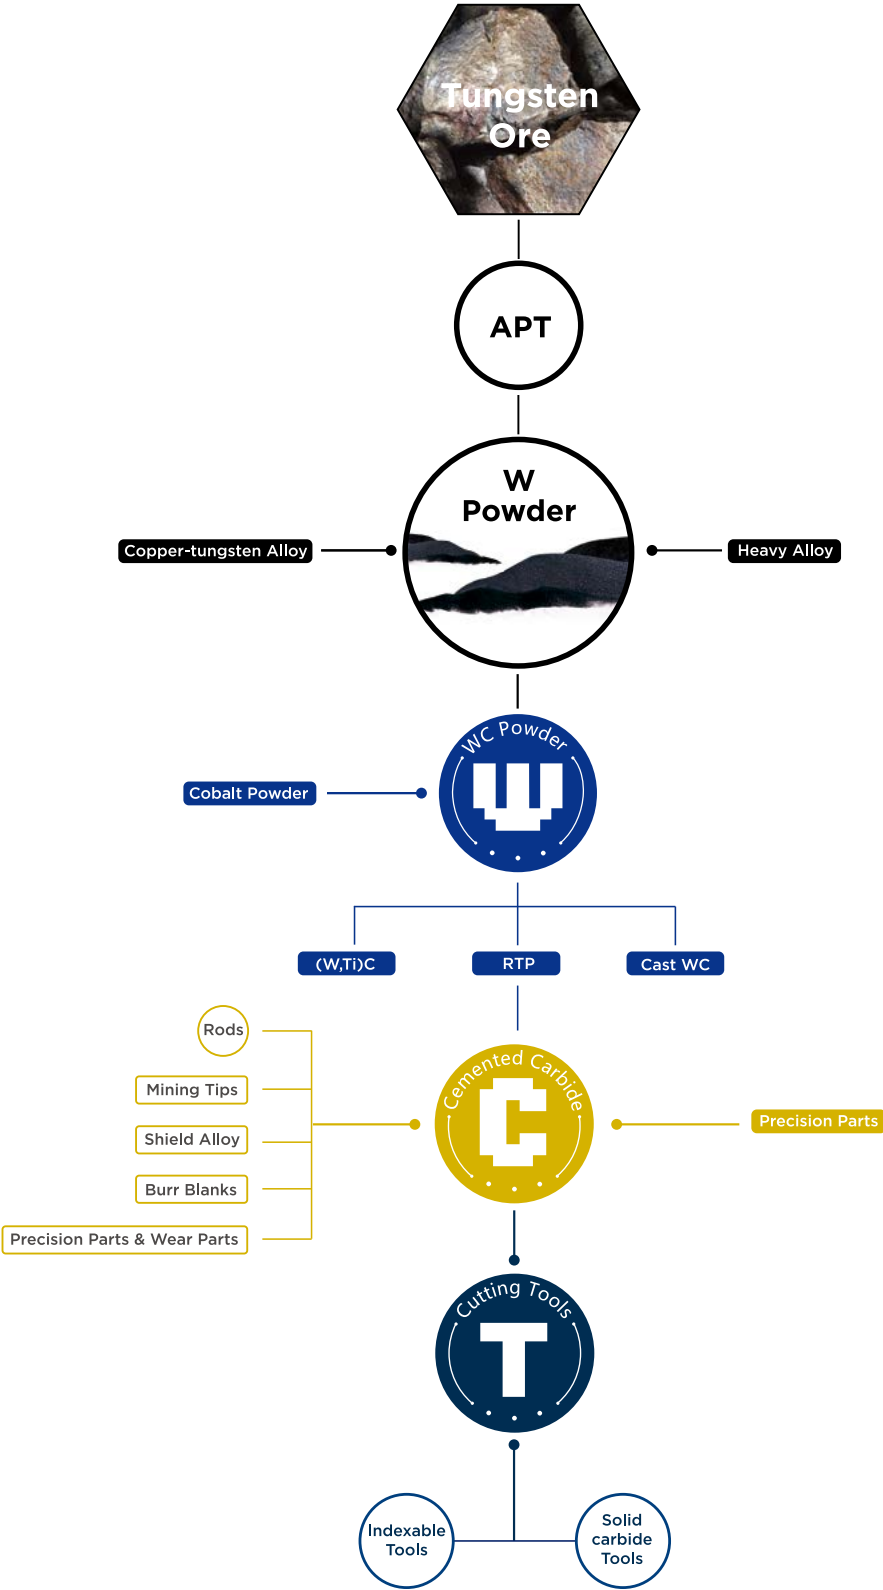 Tungsten
Ore
APT
W
Powder
Copper-tungsten Alloy
Heavy Alloy
WC Powder
W
Cobalt Powder
(W,Ti)C
RTP
Cast WC
Rods
Mining Tips
Shield Alloy
Burr Blanks
Precision Parts & Wear Parts
Cemented Carbide
C
Precision Parts
Cutting Tools
T
Indexable
Tools
Solid
carbide
Tools